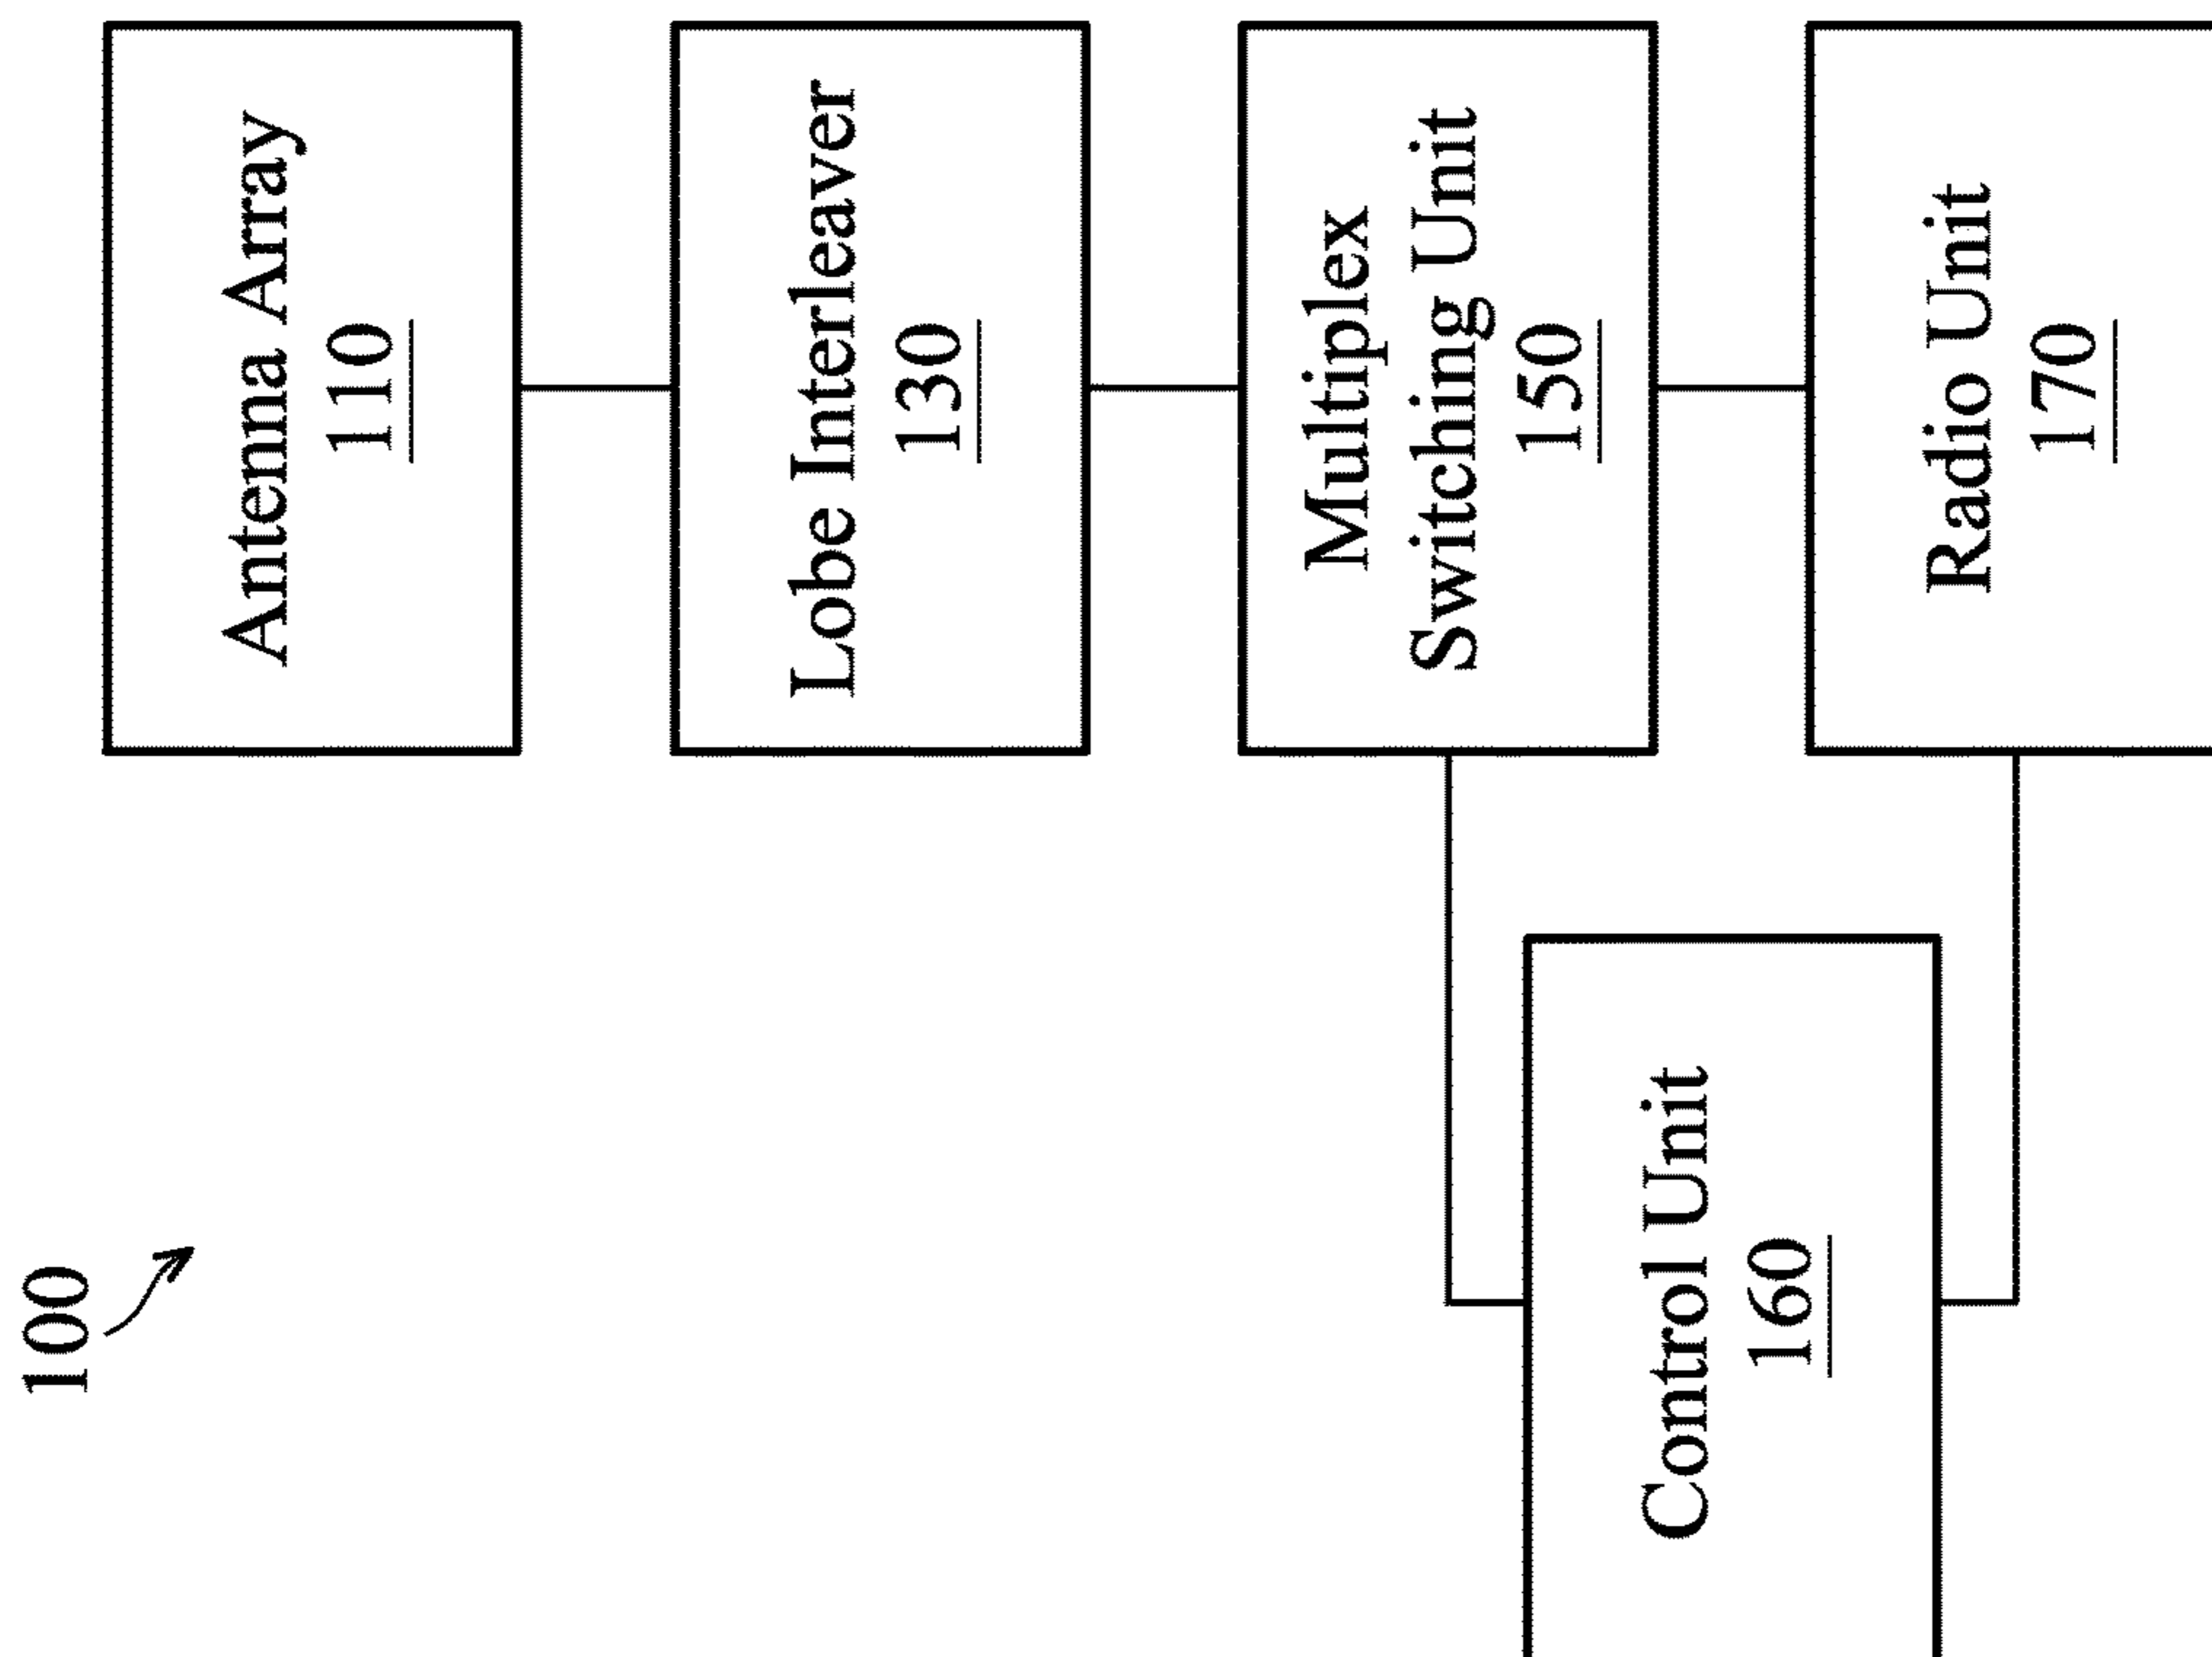 100
Antenna Array
110
Lobe Interleaver
130
Multiplex
Switching Unit
150
Control Unit
160
Radio Unit
170